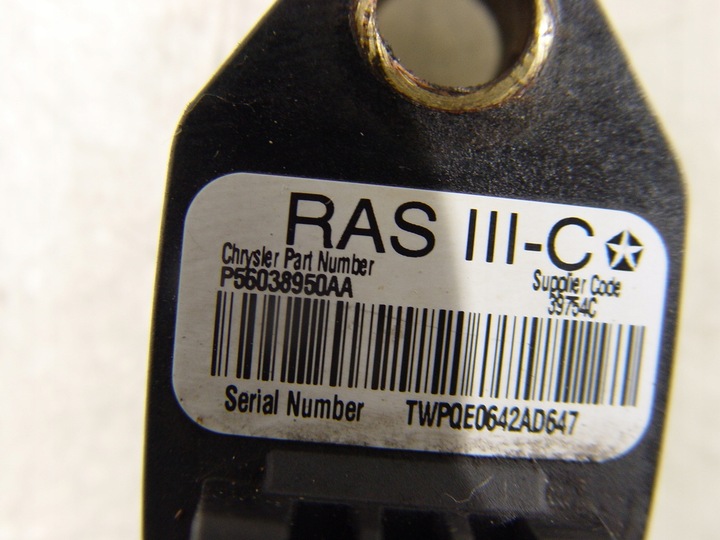 RAS III-C
Chrysler Part Number
P56038950AA
Supplier Code
39754C
Serial Number TWPQE0642AD647